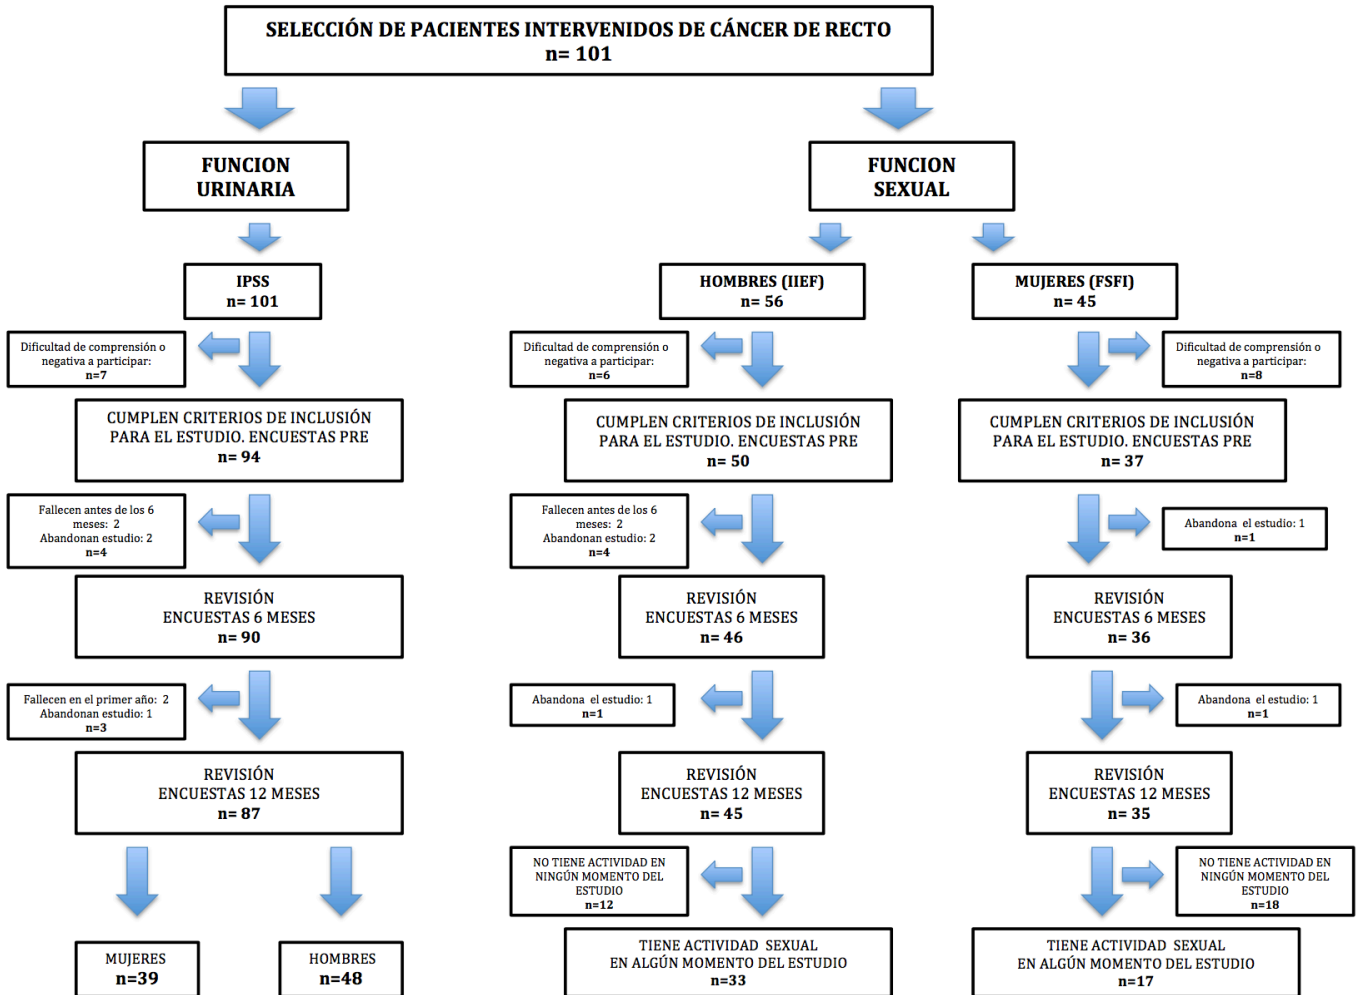 SELECCIÓN DE PACIENTES INTERVENIDOS DE CÁNCER DE RECTO
n= 101
FUNCION
URINARIA
FUNCION
SEXUAL
IPSS
n= 101
HOMBRES (IIEF)
n= 56
MUJERES (FSFI)
n= 45
Dificultad de comprensión o
negativa a participar:
n=7
Dificultad de comprensión o
negativa a participar:
n=6
Dificultad de comprensión o
negativa a participar:
n=8
CUMPLEN CRITERIOS DE INCLUSIÓN
PARA EL ESTUDIO. ENCUESTAS PRE
n= 94
CUMPLEN CRITERIOS DE INCLUSIÓN
PARA EL ESTUDIO. ENCUESTAS PRE
n= 50
CUMPLEN CRITERIOS DE INCLUSIÓN
PARA EL ESTUDIO. ENCUESTAS PRE
n= 37
Fallecen antes de los 6
meses: 2
Abandonan estudio: 2
n=4
Fallecen antes de los 6
meses: 2
Abandonan estudio: 2
n=4
Abandona el estudio: 1
n=1
REVISIÓN
ENCUESTAS 6 MESES
n= 90
REVISIÓN
ENCUESTAS 6 MESES
n= 46
REVISIÓN
ENCUESTAS 6 MESES
n= 36
Fallecen en el primer año: 2
Abandonan estudio: 1
n=3
Abandona el estudio: 1
n=1
Abandona el estudio: 1
n=1
REVISIÓN
ENCUESTAS 12 MESES
n= 87
REVISIÓN
ENCUESTAS 12 MESES
n= 45
REVISIÓN
ENCUESTAS 12 MESES
n= 35
NO TIENE ACTIVIDAD EN
NINGÚN MOMENTO DEL
ESTUDIO
n=12
NO TIENE ACTIVIDAD EN
NINGÚN MOMENTO DEL
ESTUDIO
n=18
MUJERES
n=39
HOMBRES
n=48
TIENE ACTIVIDAD SEXUAL
EN ALGÚN MOMENTO DEL ESTUDIO
n=33
TIENE ACTIVIDAD SEXUAL
EN ALGÚN MOMENTO DEL ESTUDIO
n=17